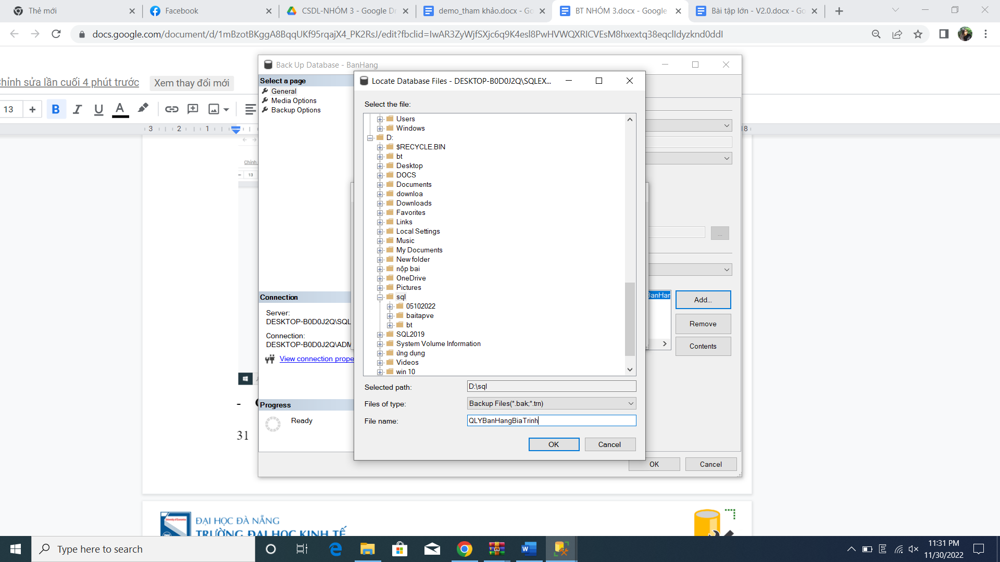 Thẻ mới
Facebook
CSDL-NHÓM 3 - Google Dr
demo_tham khảo.docx - Go
BT NHÓM 3.docx - Google
Bài tập lớn - V2.0.docx - Go
docs.google.com/document/d/1mBzotBKggA8BqqUKf95rqajX4_PK2RsJ/edit?fbclid=IwAR3ZyWjfSXjc6q9K4esl8PwHVWQXRlCVEsM8hxextq38eqclIdyzknd0ddI
hỉnh sửa lần cuối 4 phút trước
Xem thay đổi mới
13
B
I
U
A
3 2 1
18
Chỉnh
13
Back Up Database - BanHang
Select a page
General
Media Options
Backup Options
Connection
Server:
DESKTOP-B0D0J2Q\SQL
Connection:
DESKTOP-B0D0J2Q\ADM
View connection prope
Progress
Ready
Locate Database Files - DESKTOP-B0D0J2Q\SQLEX...
Select the file:
Users
Windows
D:
$RECYCLE.BIN
bt
Desktop
DOCS
Documents
downloa
Downloads
Favorites
Links
Local Settings
Music
My Documents
New folder
nộp bai
OneDrive
Pictures
sql
05102022
baitapve
bt
SQL2019
System Volume Information
ứng dụng
Videos
win 10
Selected path:
D:\sql
Files of type:
Backup Files(*.bak;*.trn)
File name:
QLYBanHangBiaTrinh
OK
Cancel
...
BanHan
Add...
Remove
Contents
OK
Cancel
-
31
ĐẠI HỌC ĐÀ NẴNG
TRƯỜNG ĐẠI HỌC KINH TẾ
Type here to search
11:31 PM
11/30/2022